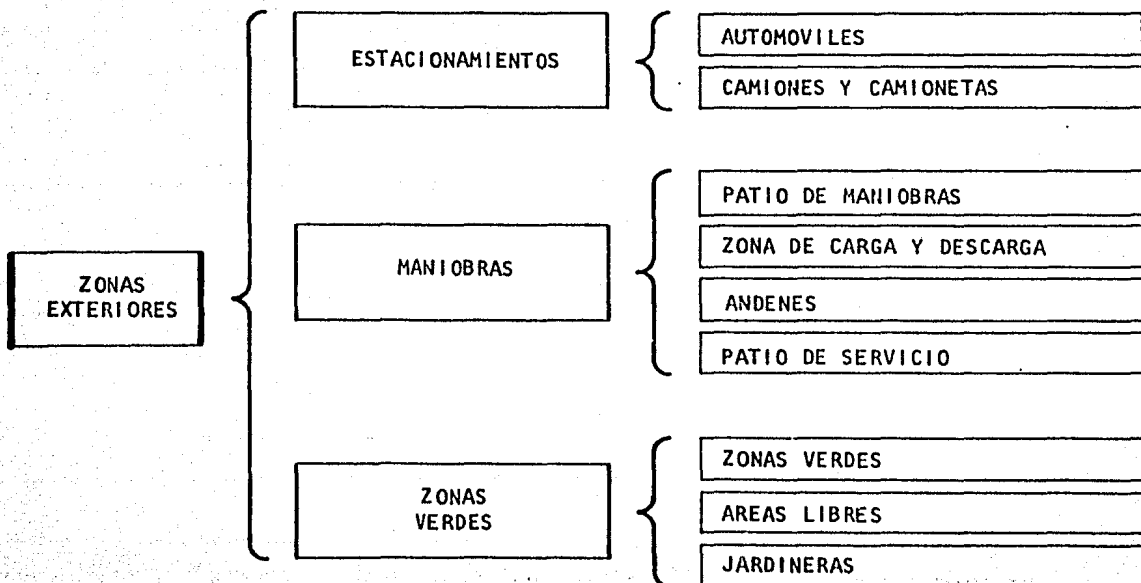 ZONAS
EXTERIORES
ESTACIONAMIENTOS
AUTOMOVILES
CAMIONES Y CAMIONETAS
MANIOBRAS
PATIO DE MANIOBRAS
ZONA DE CARGA Y DESCARGA
ANDENES
PATIO DE SERVICIO
ZONAS
VERDES
ZONAS VERDES
AREAS LIBRES
JARDINERAS